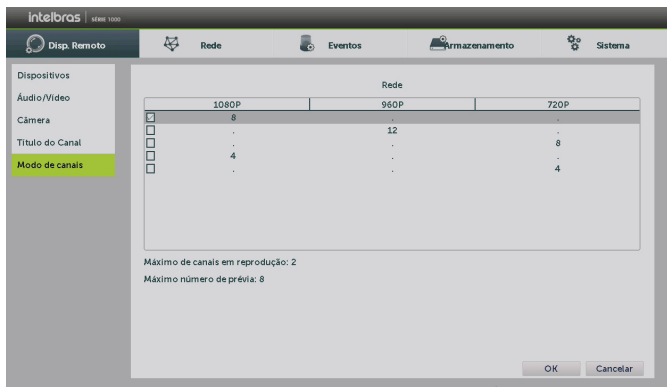 intelbras | SÉRIE 1000
Disp. Remoto Rede Eventos Armazenamento Sistema
Dispositivos
Áudio/Vídeo
Câmera
Título do Canal
Modo de canais
Rede
1080P 960P 720P
8 . .
. 12 .
. . 8
4 . .
. . 4
Máximo de canais em reprodução: 2
Máximo número de prévia: 8
OK Cancelar